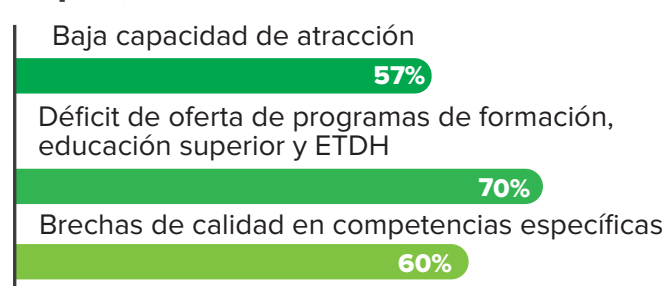 Baja capacidad de atracción
57%
Déficit de oferta de programas de formación,
educación superior y ETDH
70%
Brechas de calidad en competencias específicas
60%